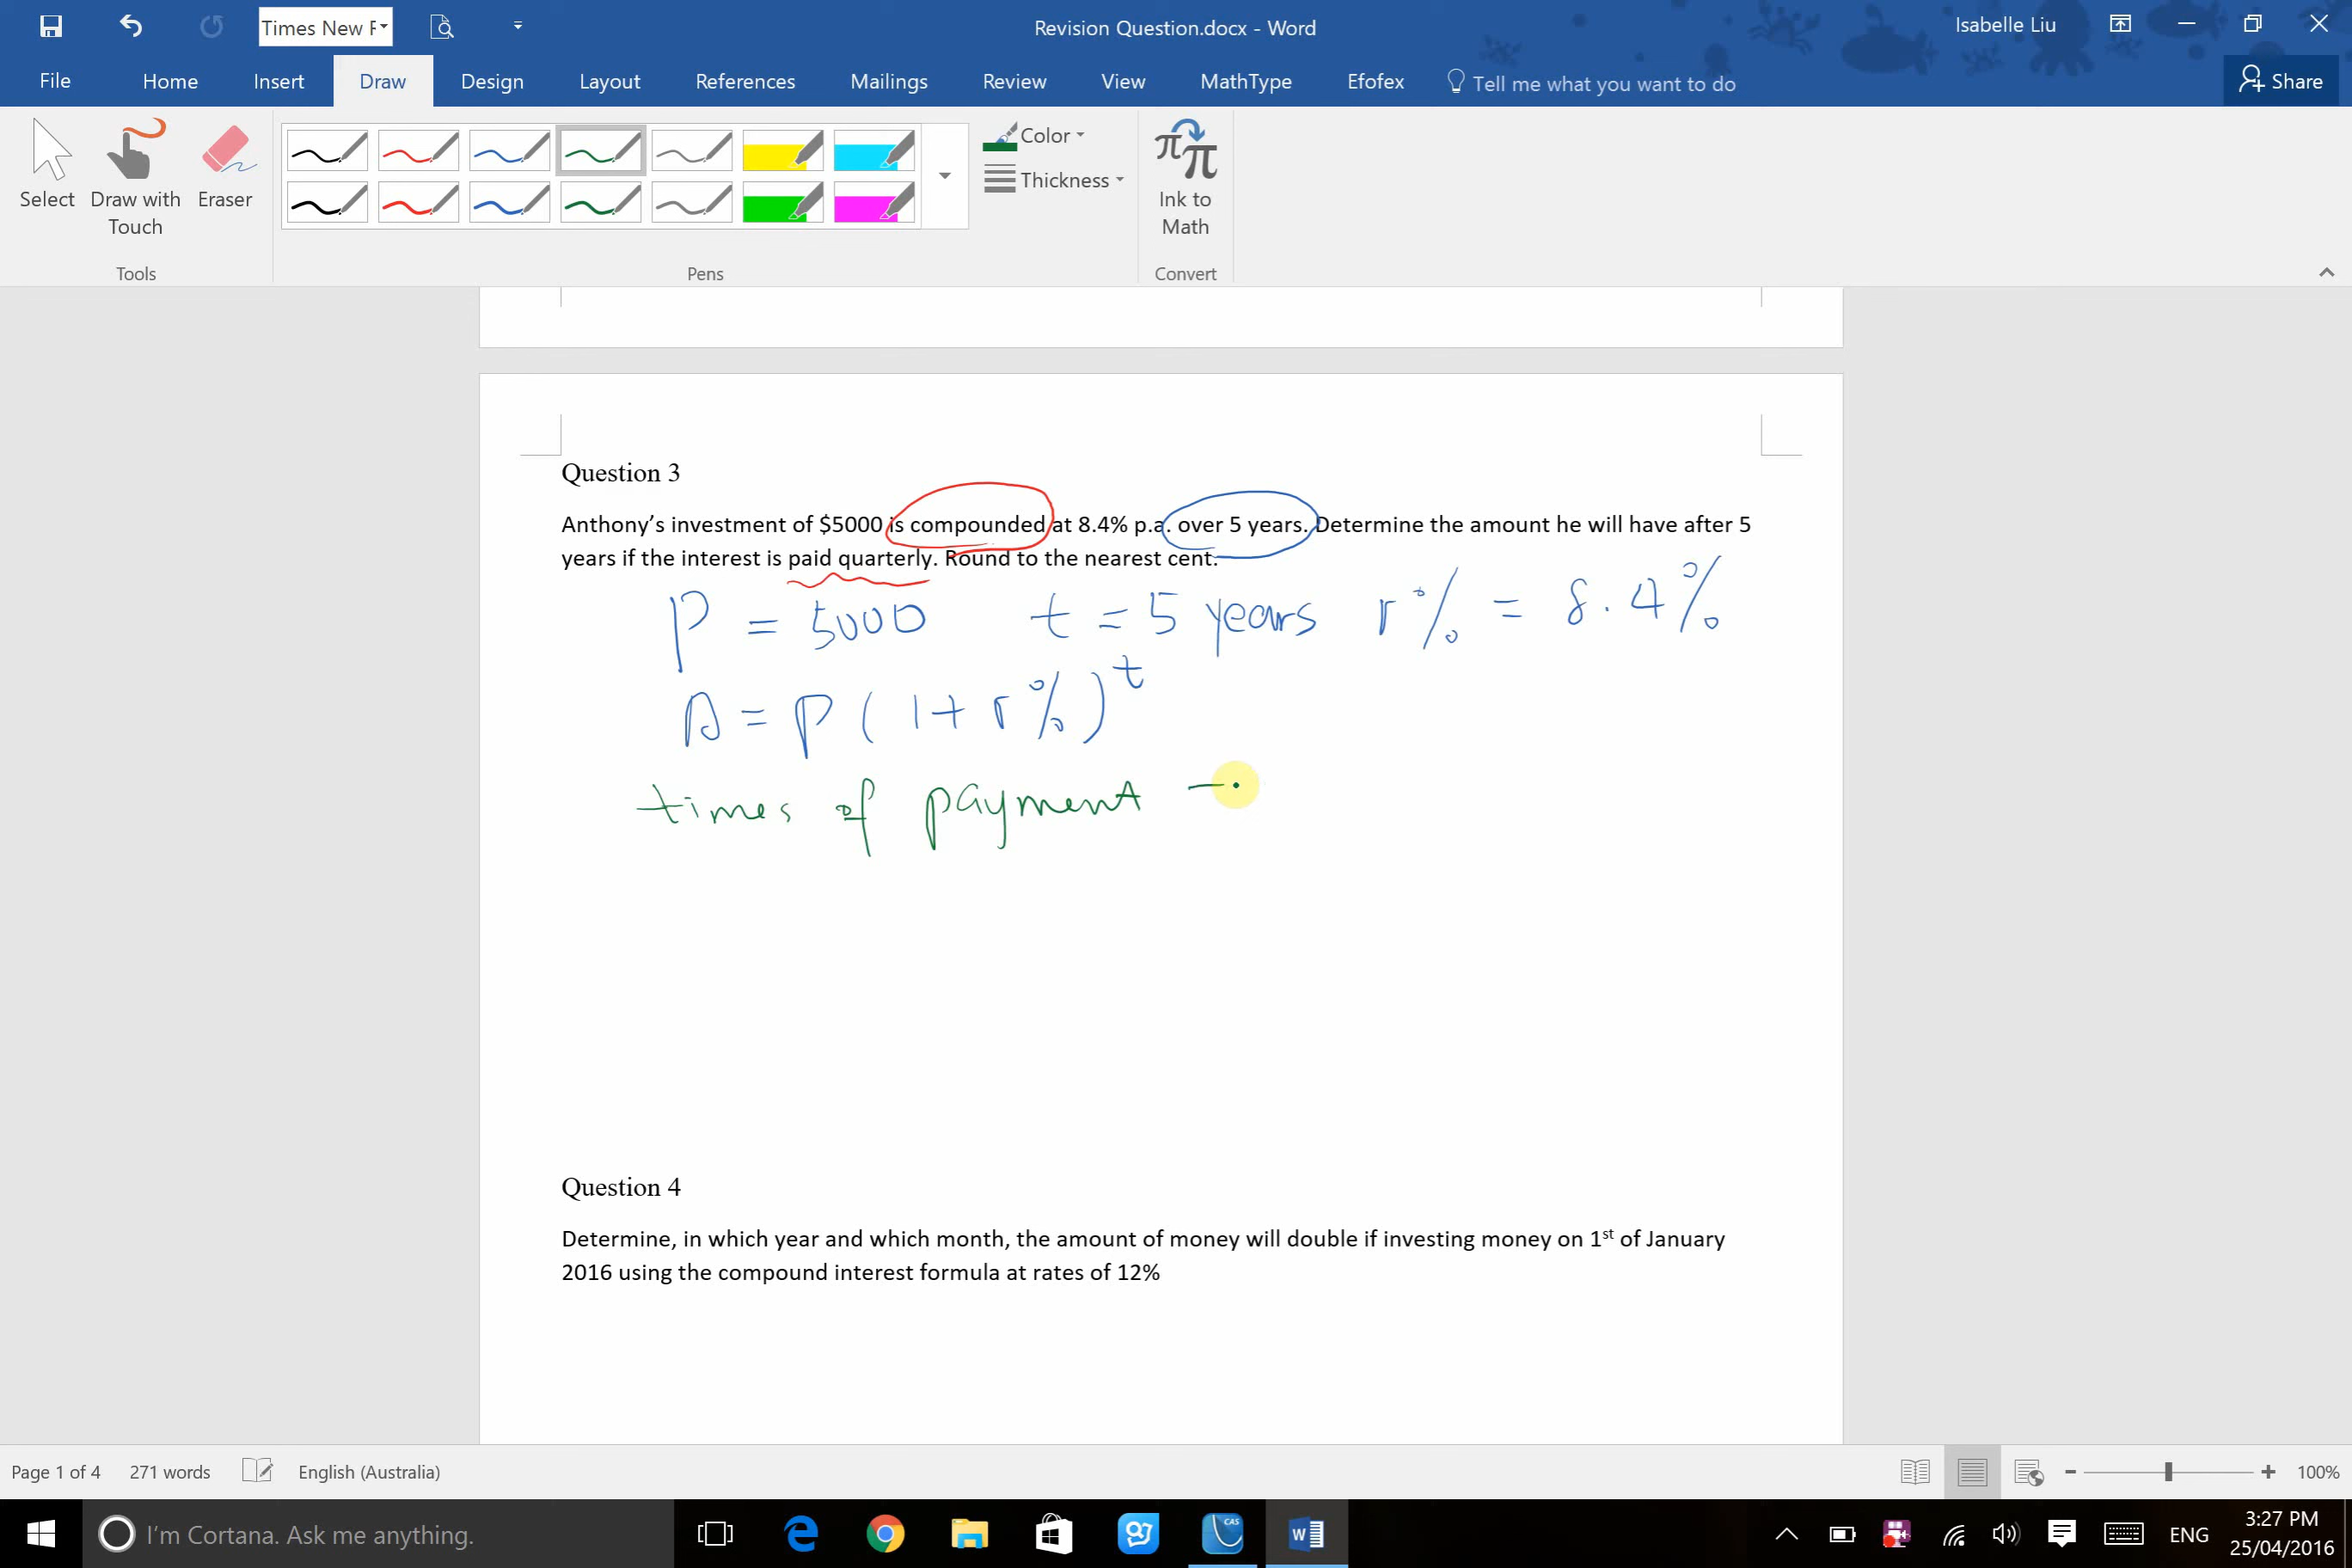 Times New F
Revision Question.docx - Word
Isabelle Liu
File Home Insert Draw Design Layout References Mailings Review View MathType Efofex Tell me what you want to do Share
Select Draw with Touch Eraser
Color
Thickness
Ink to Math
Tools Pens Convert
Question 3
Anthony’s investment of $5000 is compounded at 8.4% p.a. over 5 years. Determine the amount he will have after 5
years if the interest is paid quarterly. Round to the nearest cent.
P = 5000 t = 5 years r% = 8.4%
A = P(1+r%)^t
times of payment
Question 4
Determine, in which year and which month, the amount of money will double if investing money on 1st of January
2016 using the compound interest formula at rates of 12%
Page 1 of 4 271 words English (Australia) 100%
I'm Cortana. Ask me anything.
CAS
ENG
3:27 PM
25/04/2016